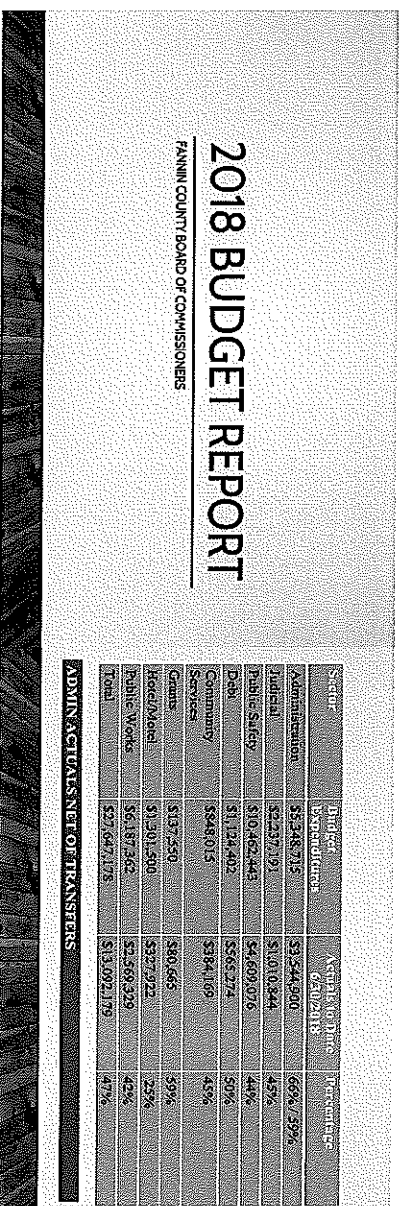 2018 BUDGET REPORT
FANNIN COUNTY BOARD OF COMMISSIONERS
Sector Budget Expenditures Actuals to Date 6/30/2018 Percentage
Administration $5,348,715 $3,544,900 66% / 59%
Judicial $2,237,191 $1,010,844 45%
Public Safety $10,462,443 $4,609,076 44%
Debt $1,124,402 $565,274 50%
Community Services $848,015 $384,169 45%
Grants $137,550 $80,665 59%
Hotel/Motel $1,301,500 $327,922 25%
Public Works $6,187,362 $2,569,329 42%
Total $27,647,178 $13,092,179 47%
ADMIN ACTUALS NET OF TRANSFERS